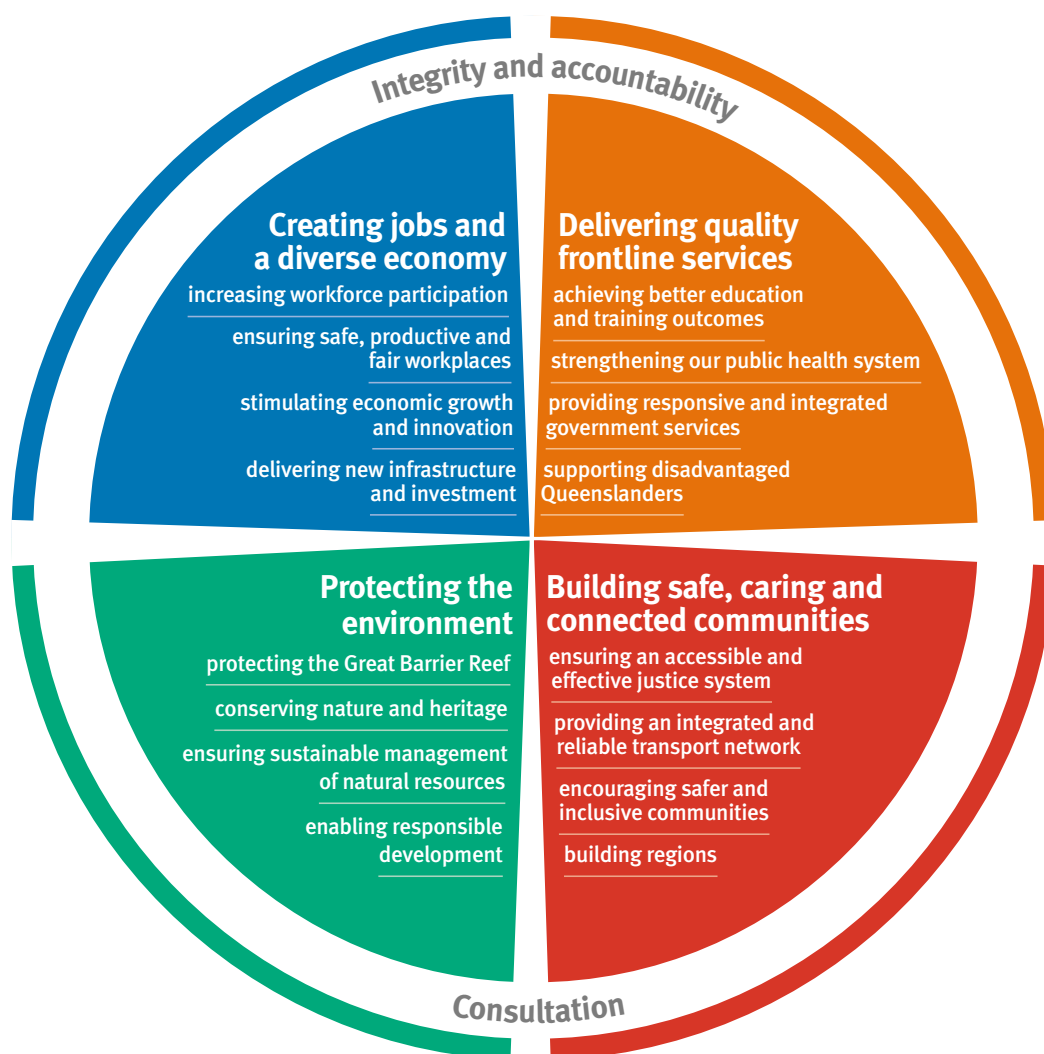 Integrity and accountability
Creating jobs and
a diverse economy
increasing workforce participation
ensuring safe, productive and
fair workplaces
stimulating economic growth
and innovation
delivering new infrastructure
and investment
Delivering quality
frontline services
achieving better education
and training outcomes
strengthening our public health system
providing responsive and integrated
government services
supporting disadvantaged
Queenslanders
Protecting the
environment
protecting the Great Barrier Reef
conserving nature and heritage
ensuring sustainable management
of natural resources
enabling responsible
development
Building safe, caring and
connected communities
ensuring an accessible and
effective justice system
providing an integrated and
reliable transport network
encouraging safer and
inclusive communities
building regions
Consultation